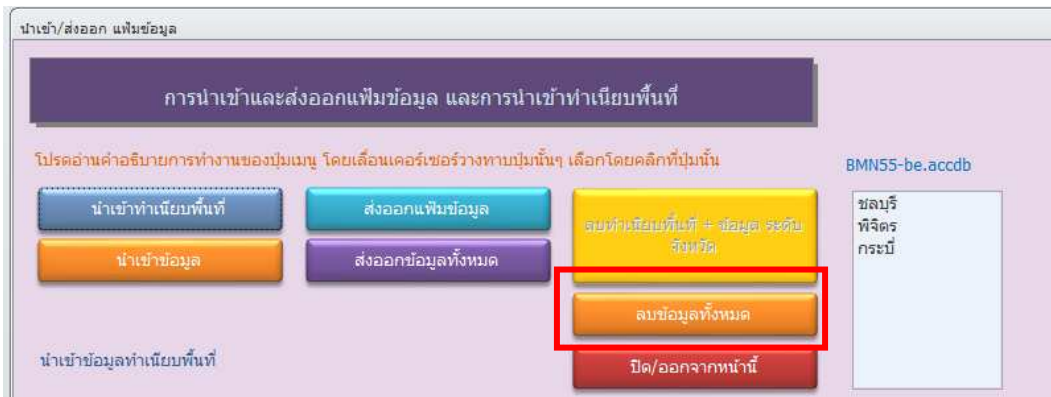 นำเข้า/ส่งออก แฟ้มข้อมูล
การนำเข้าและส่งออกแฟ้มข้อมูล และการนำเข้าทำเนียบพื้นที่
โปรดอ่านคำอธิบายการทำงานของปุ่มเมนู โดยเลื่อนเคอร์เซอร์วางทาบปุ่มนั้นๆ เลือกโดยคลิกที่ปุ่มนั้น
BMN55-be.accdb
นำเข้าทำเนียบพื้นที่
ส่งออกแฟ้มข้อมูล
ลบทำเนียบพื้นที่ + ข้อมูล ระดับ
จังหวัด
นำเข้าข้อมูล
ส่งออกข้อมูลทั้งหมด
ลบข้อมูลทั้งหมด
ปิด/ออกจากหน้านี้
ชลบุรี
พิจิตร
กระบี่
นำเข้าข้อมูลทำเนียบพื้นที่